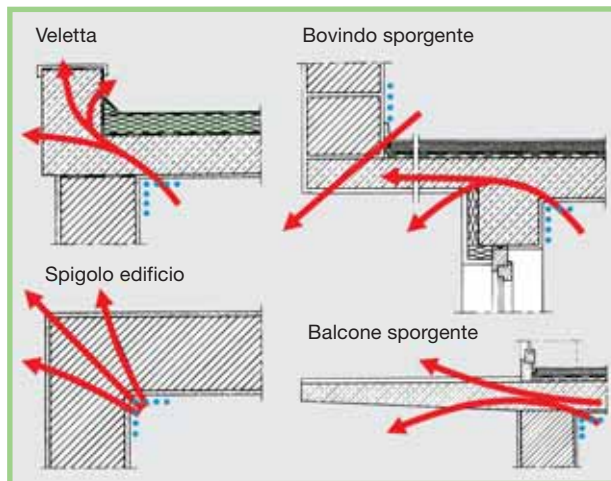 Veletta
Bovindo sporgente
Spigolo edificio
Balcone sporgente